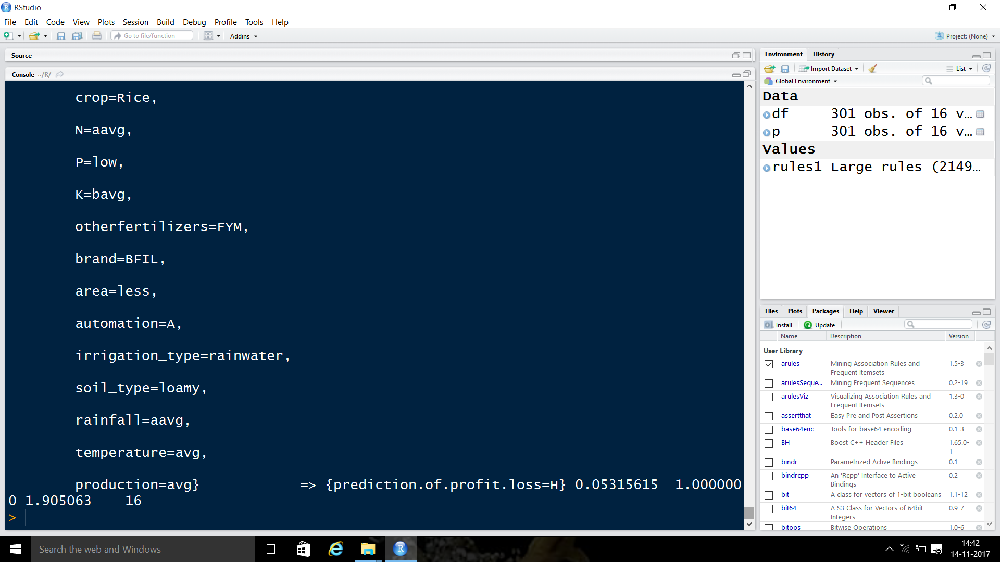 RStudio
File Edit Code View Plots Session Build Debug Profile Tools Help
Go to file/function Addins Project: (None)
Source
Console ~/R/
crop=Rice,
N=aavg,
P=low,
K=bavg,
otherfertilizers=FYM,
brand=BFIL,
area=less,
automation=A,
irrigation_type=rainwater,
soil_type=loamy,
rainfall=aavg,
temperature=avg,
production=avg} => {prediction.of.profit.loss=H} 0.05315615 1.000000
0 1.905063 16
>
Environment History
Import Dataset List
Global Environment
Data
df 301 obs. of 16 v…
p 301 obs. of 16 v…
Values
rules1 Large rules (2149…
Files Plots Packages Help Viewer
Install Update
Name Description Version
User Library
arules Mining Association Rules and 1.5-3
Frequent Itemsets
arulesSeque... Mining Frequent Sequences 0.2-19
arulesViz Visualizing Association Rules and 1.3-0
Frequent Itemsets
assertthat Easy Pre and Post Assertions 0.2.0
base64enc Tools for base64 encoding 0.1-3
BH Boost C++ Header Files 1.65.0-
1
bindr Parametrized Active Bindings 0.1
bindrcpp An 'Rcpp' Interface to Active 0.2
Bindings
bit A class for vectors of 1-bit booleans 1.1-12
bit64 A S3 Class for Vectors of 64bit 0.9-7
Integers
bitops Bitwise Operations 1.0-6
Search the web and Windows
14:42
14-11-2017